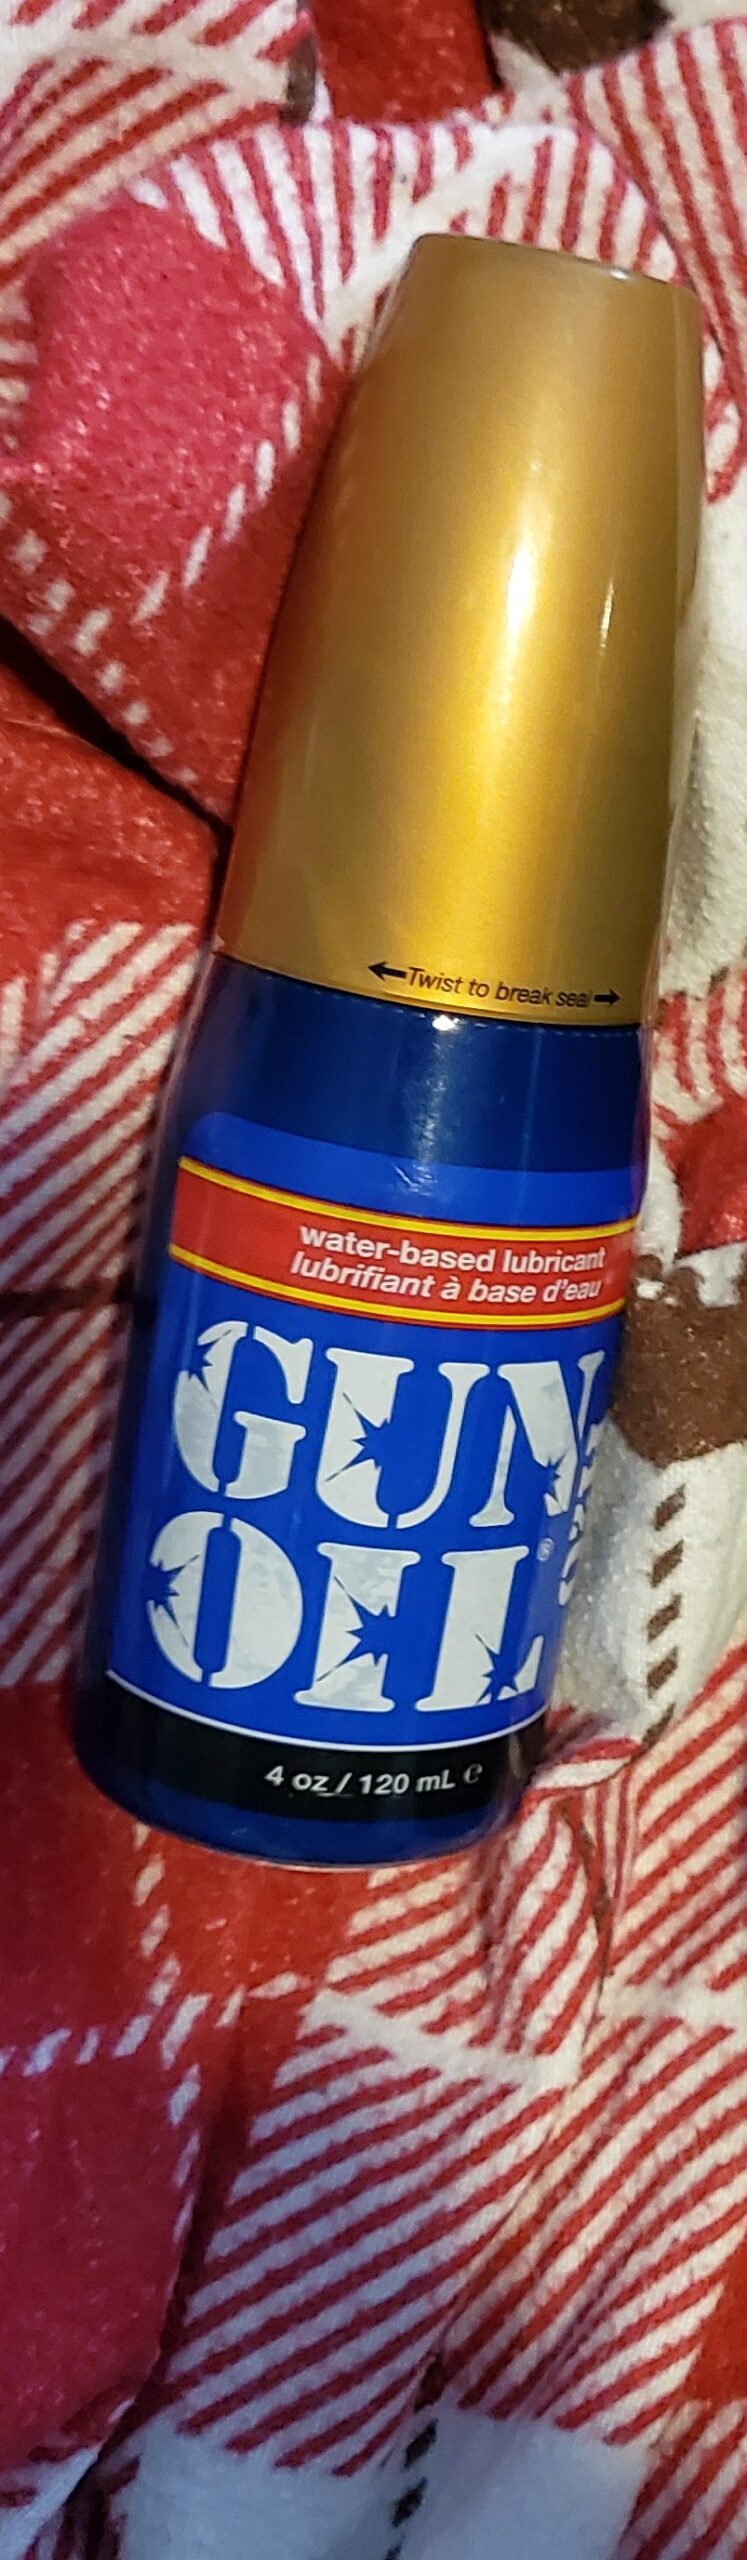 ←Twist to break seal→
water-based lubricant
lubrifiant à base d'eau
GUN
OIL®
4 oz / 120 mL ℮